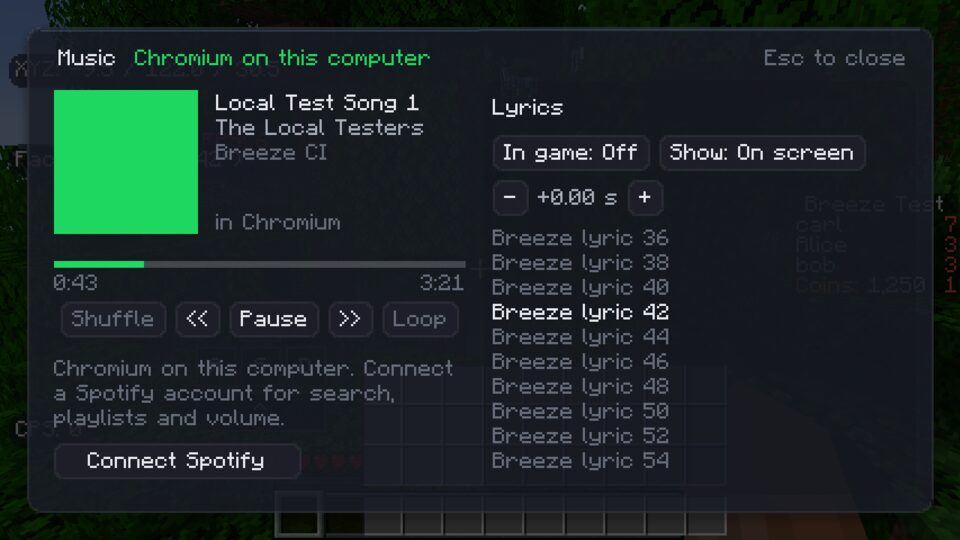 Music Chromium on this computer
Esc to close
Local Test Song 1
The Local Testers
Breeze CI
in Chromium
0:43
3:21
Shuffle << Pause >> Loop
Chromium on this computer. Connect
a Spotify account for search,
playlists and volume.
Connect Spotify
Lyrics
In game: Off
Show: On screen
- +0.00 s +
Breeze lyric 36
Breeze lyric 38
Breeze lyric 40
Breeze lyric 42
Breeze lyric 44
Breeze lyric 46
Breeze lyric 48
Breeze lyric 50
Breeze lyric 52
Breeze lyric 54
Breeze Test
carl 7
Alice 3
bob 3
Coins: 1,250 1